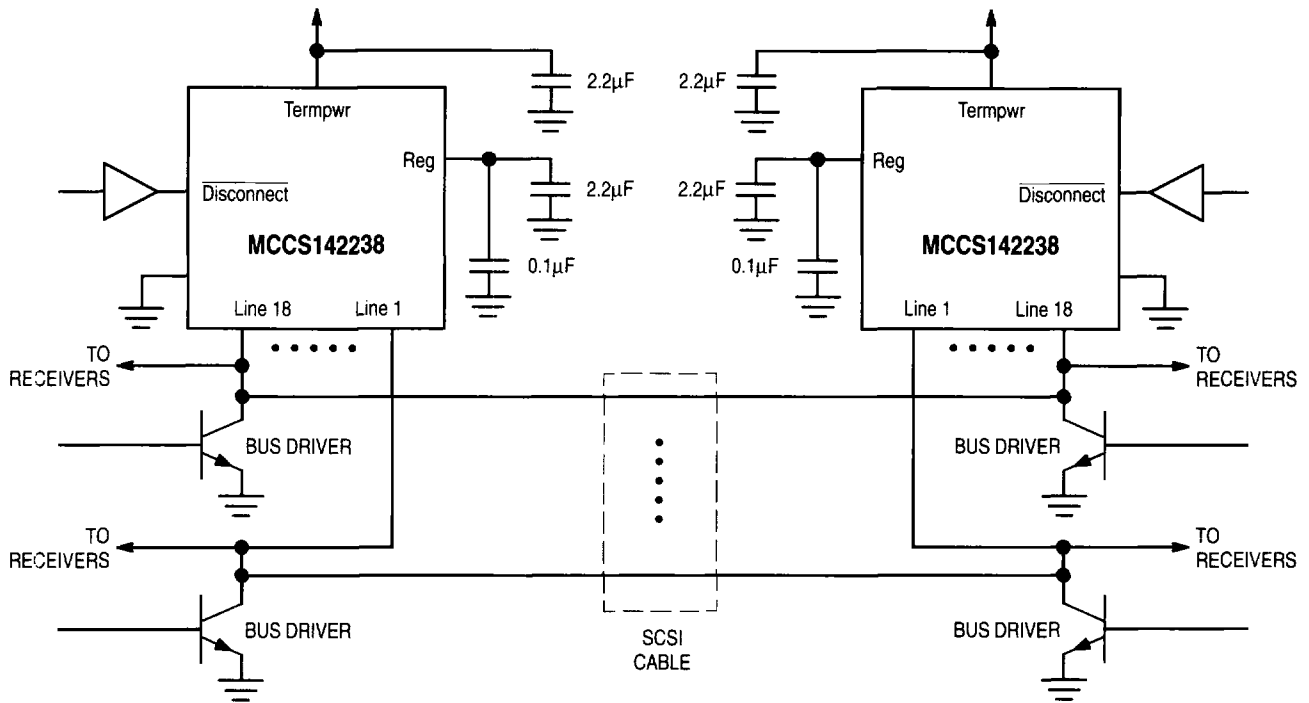 2.2µF
2.2µF
Termpwr
Termpwr
Reg
Reg
Disconnect
2.2µF
2.2µF
Disconnect
MCCS142238
MCCS142238
0.1µF
0.1µF
Line 18
Line 1
Line 1
Line 18
TO
RECEIVERS
TO
RECEIVERS
BUS DRIVER
BUS DRIVER
TO
RECEIVERS
TO
RECEIVERS
BUS DRIVER
BUS DRIVER
SCSI
CABLE